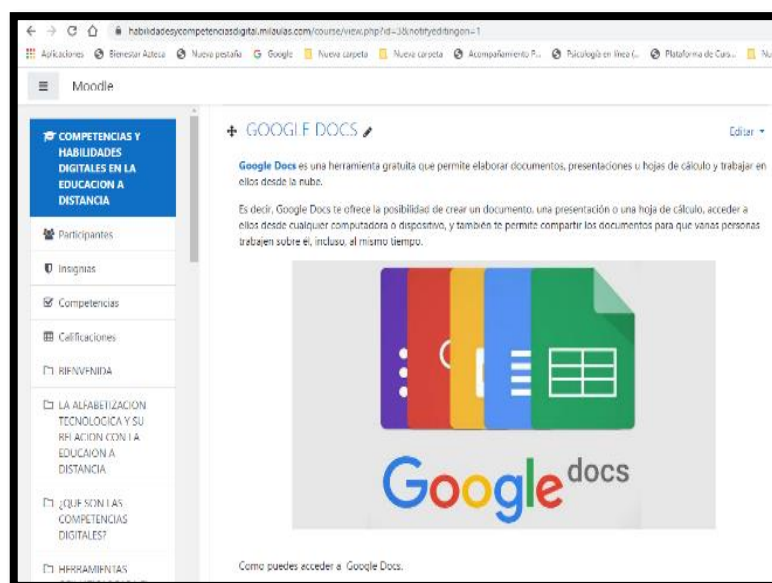 habilidadesycompetenciasdigital.milaulas.com/course/view.php?id=3&notifyeditingon=1
Aplicaciones Bienestar Azteca Nueva pestaña Google Nueva carpeta Nueva carpeta Acompañamiento P... Psicología en línea (... Plataforma de Curs... Nu
Moodle
COMPETENCIAS Y
HABILIDADES
DIGITALES EN LA
EDUCACION A
DISTANCIA
Participantes
Insignias
Competencias
Calificaciones
BIENVENIDA
LA ALFABETIZACION
TECNOLOGICA Y SU
RELACION CON LA
EDUCAION A
DISTANCIA
¿QUE SON LAS
COMPETENCIAS
DIGITALES?
HERRAMIENTAS
GOOGLE DOCS
Editar
Google Docs es una herramienta gratuita que permite elaborar documentos, presentaciones u hojas de cálculo y trabajar en
ellos desde la nube.
Es decir, Google Docs te ofrece la posibilidad de crear un documento, una presentación o una hoja de cálculo, acceder a
ellos desde cualquier computadora o dispositivo, y también te permite compartir los documentos para que varias personas
trabajen sobre él, incluso, al mismo tiempo.
Google docs
Como puedes acceder a Google Docs.